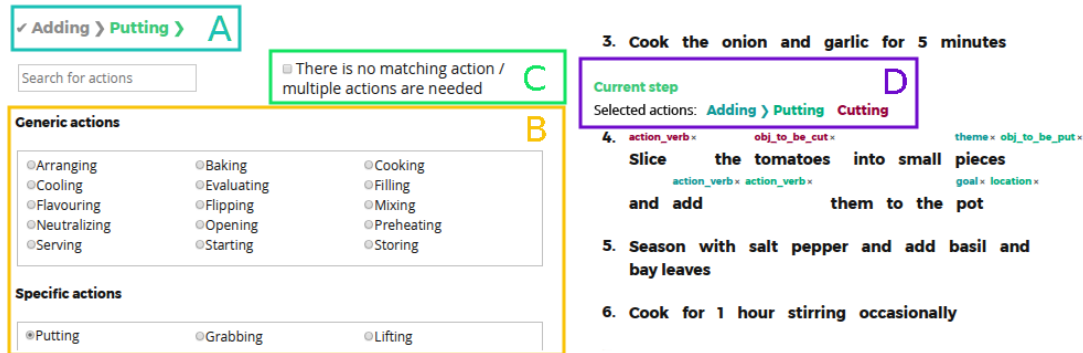 ✔ Adding ❯ Putting ❯ A
Search for actions
There is no matching action /
multiple actions are needed C
B
Generic actions
Arranging Baking Cooking
Cooling Evaluating Filling
Flavouring Flipping Mixing
Neutralizing Opening Preheating
Serving Starting Storing
Specific actions
Putting Grabbing Lifting
3. Cook the onion and garlic for 5 minutes
Current step D
Selected actions: Adding ❯ Putting Cutting
action_verb× obj_to_be_cut× theme× obj_to_be_put×
4. Slice the tomatoes into small pieces
action_verb× action_verb× goal× location×
and add them to the pot
5. Season with salt pepper and add basil and
bay leaves
6. Cook for 1 hour stirring occasionally